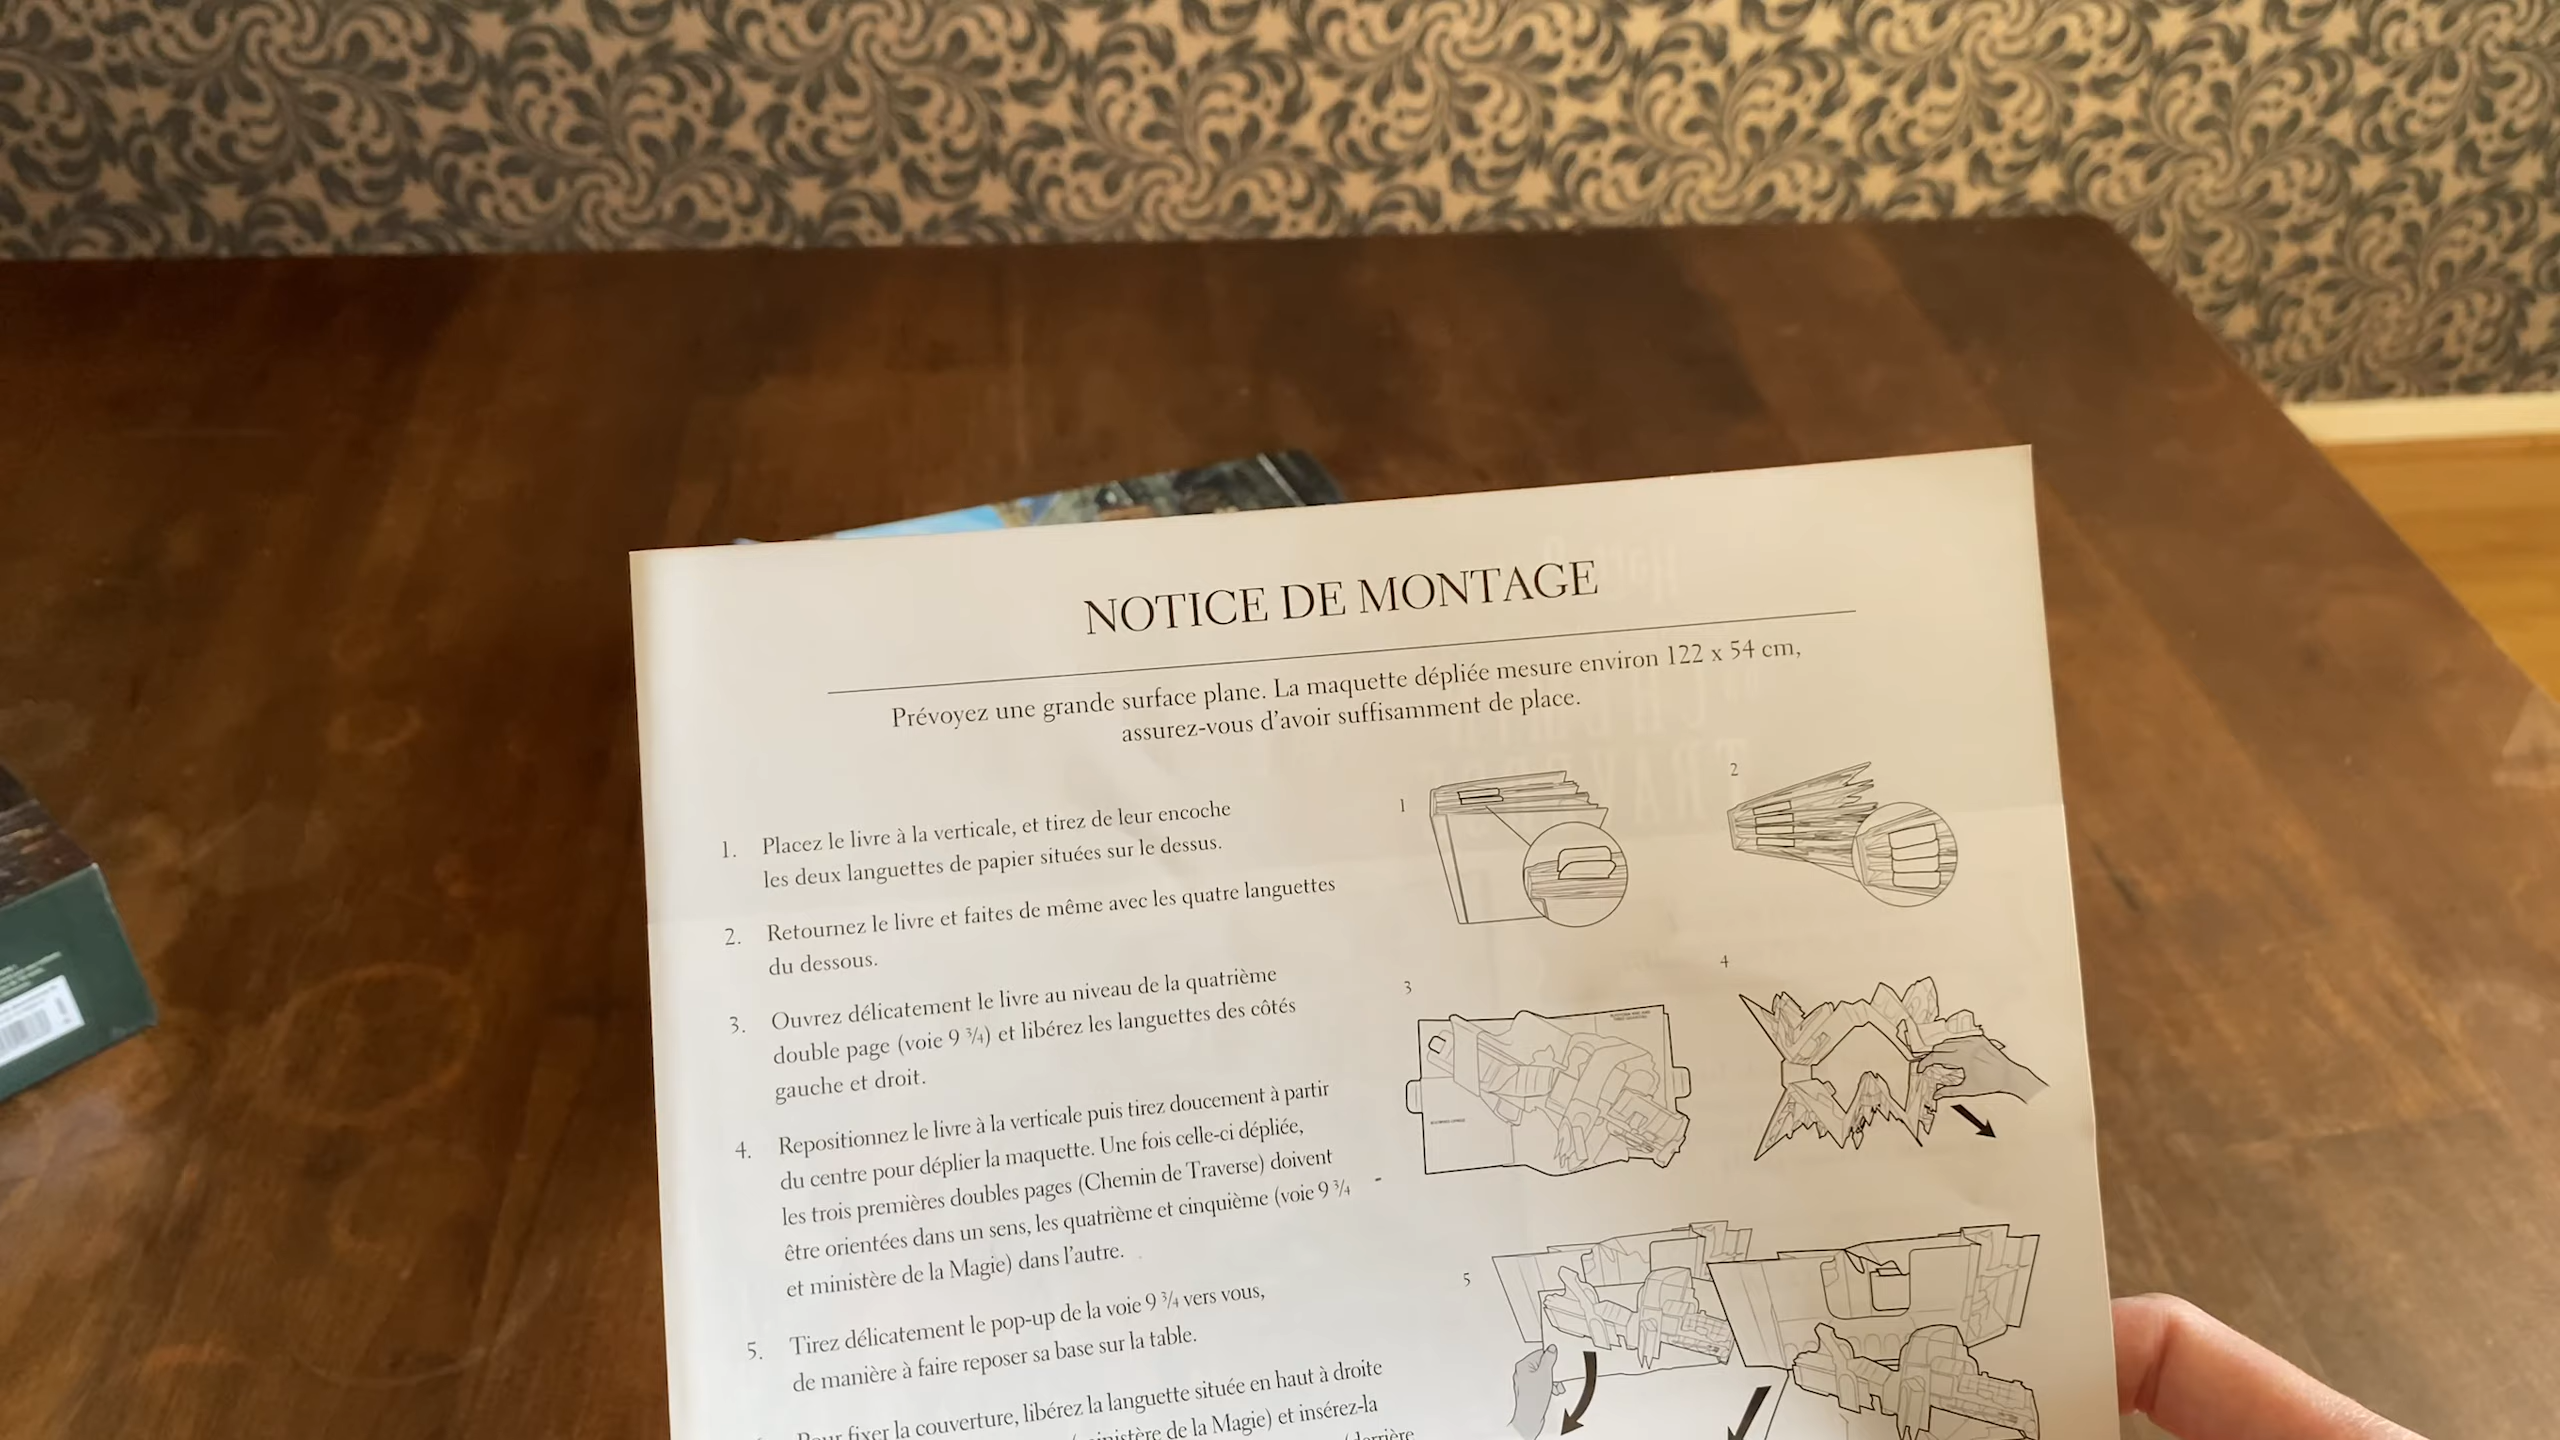 NOTICE DE MONTAGE
Prévoyez une grande surface plane. La maquette dépliée mesure environ 122 x 54 cm,
assurez-vous d'avoir suffisamment de place.
1. Placez le livre à la verticale, et tirez de leur encoche
les deux languettes de papier situées sur le dessus.
2. Retournez le livre et faites de même avec les quatre languettes
du dessous.
3. Ouvrez délicatement le livre au niveau de la quatrième
double page (voie 9 ¾) et libérez les languettes des côtés
gauche et droit.
4. Repositionnez le livre à la verticale puis tirez doucement à partir
du centre pour déplier la maquette. Une fois celle-ci dépliée,
les trois premières doubles pages (Chemin de Traverse) doivent
être orientées dans un sens, les quatrième et cinquième (voie 9 ¾
et ministère de la Magie) dans l'autre.
5. Tirez délicatement le pop-up de la voie 9 ¾ vers vous,
de manière à faire reposer sa base sur la table.
Pour fixer la couverture, libérez la languette située en haut à droite
de la Magie) et insérez-la
1
2
3
4
5